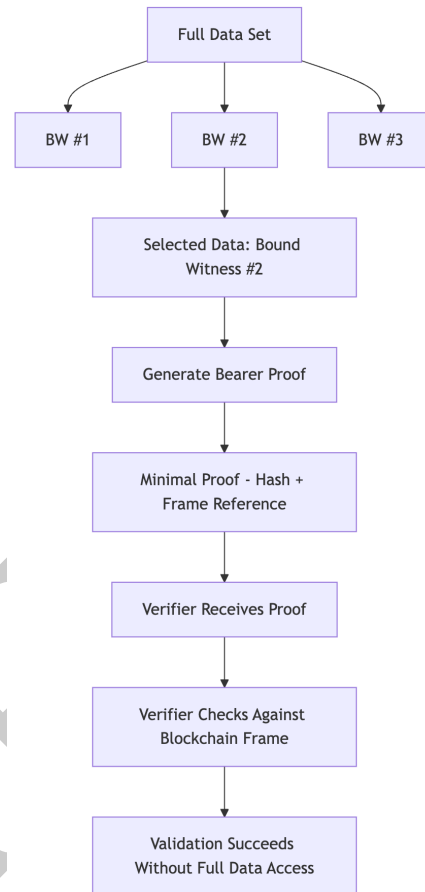 Full Data Set
BW #1
BW #2
BW #3
Selected Data: Bound
Witness #2
Generate Bearer Proof
Minimal Proof - Hash +
Frame Reference
Verifier Receives Proof
Verifier Checks Against
Blockchain Frame
Validation Succeeds
Without Full Data Access